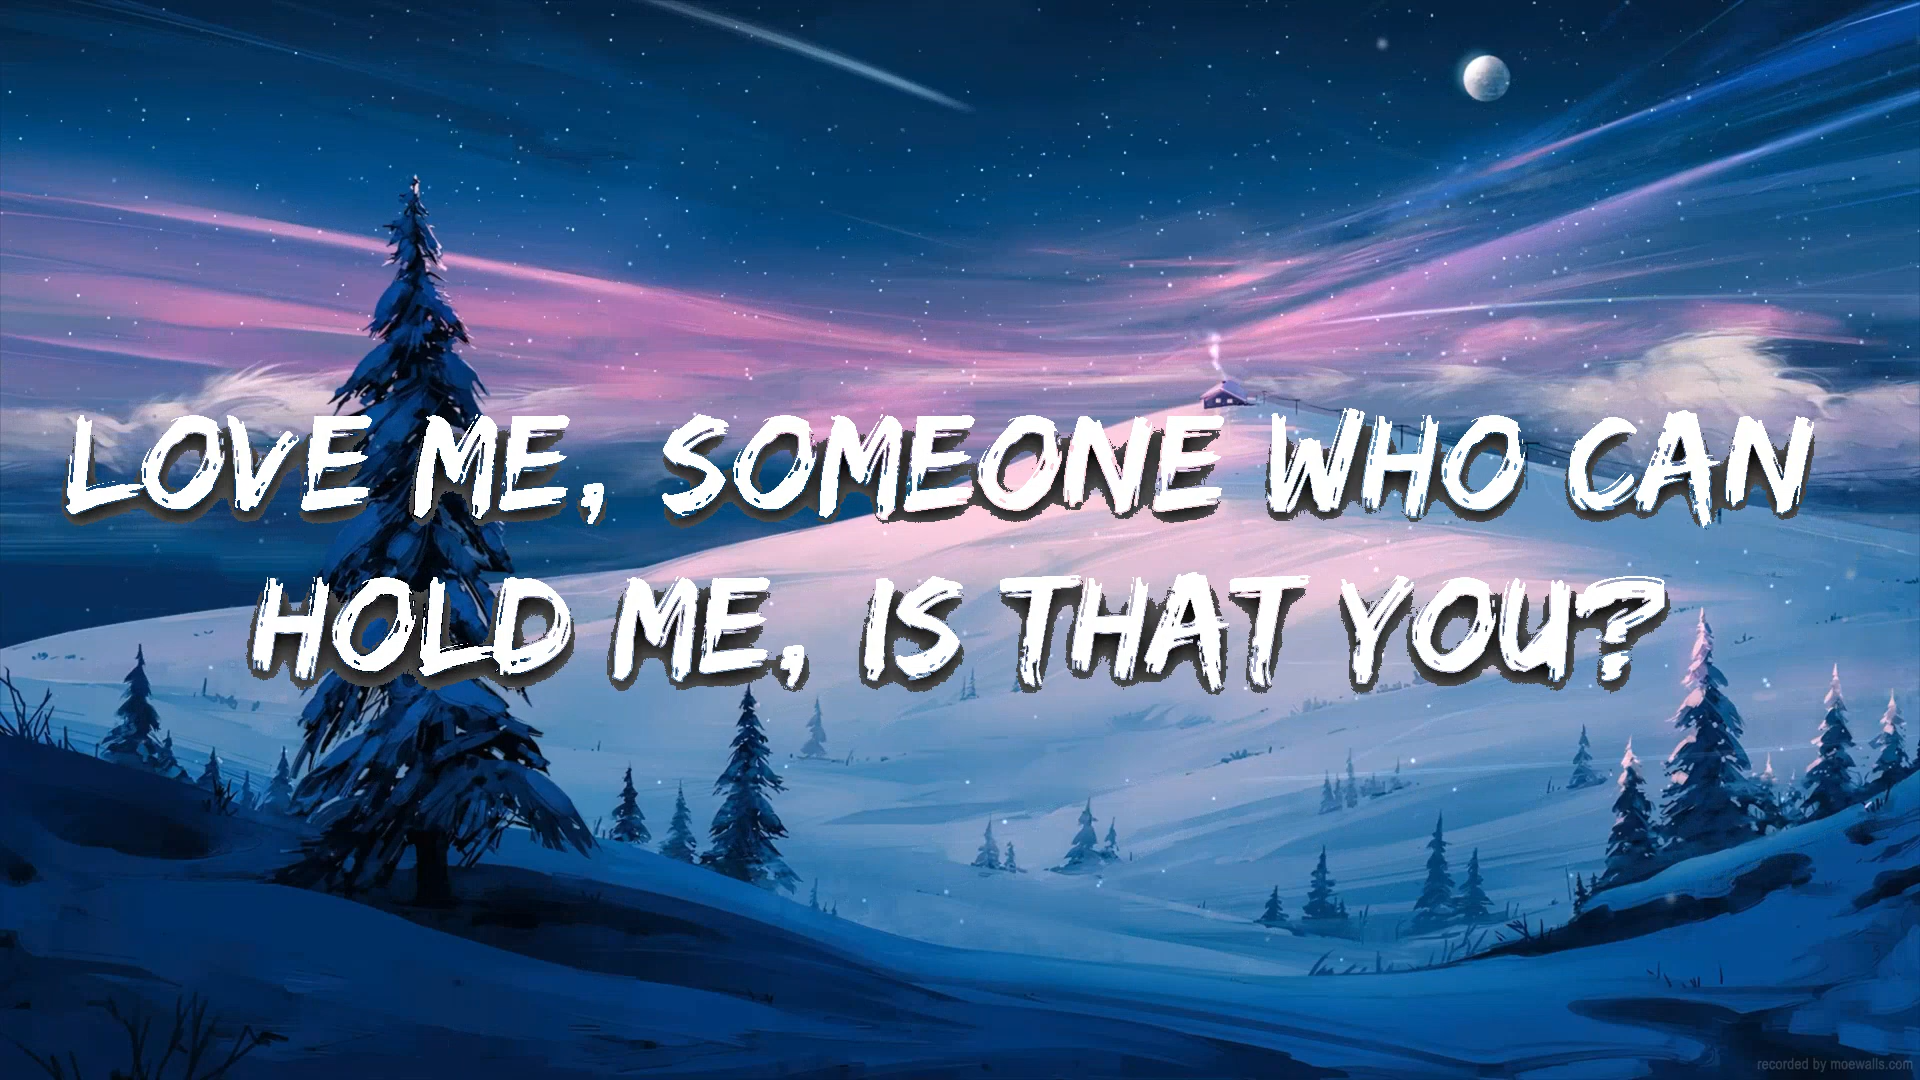 LOVE ME, SOMEONE WHO CAN
HOLD ME, IS THAT YOU?
recorded by moewalls.com